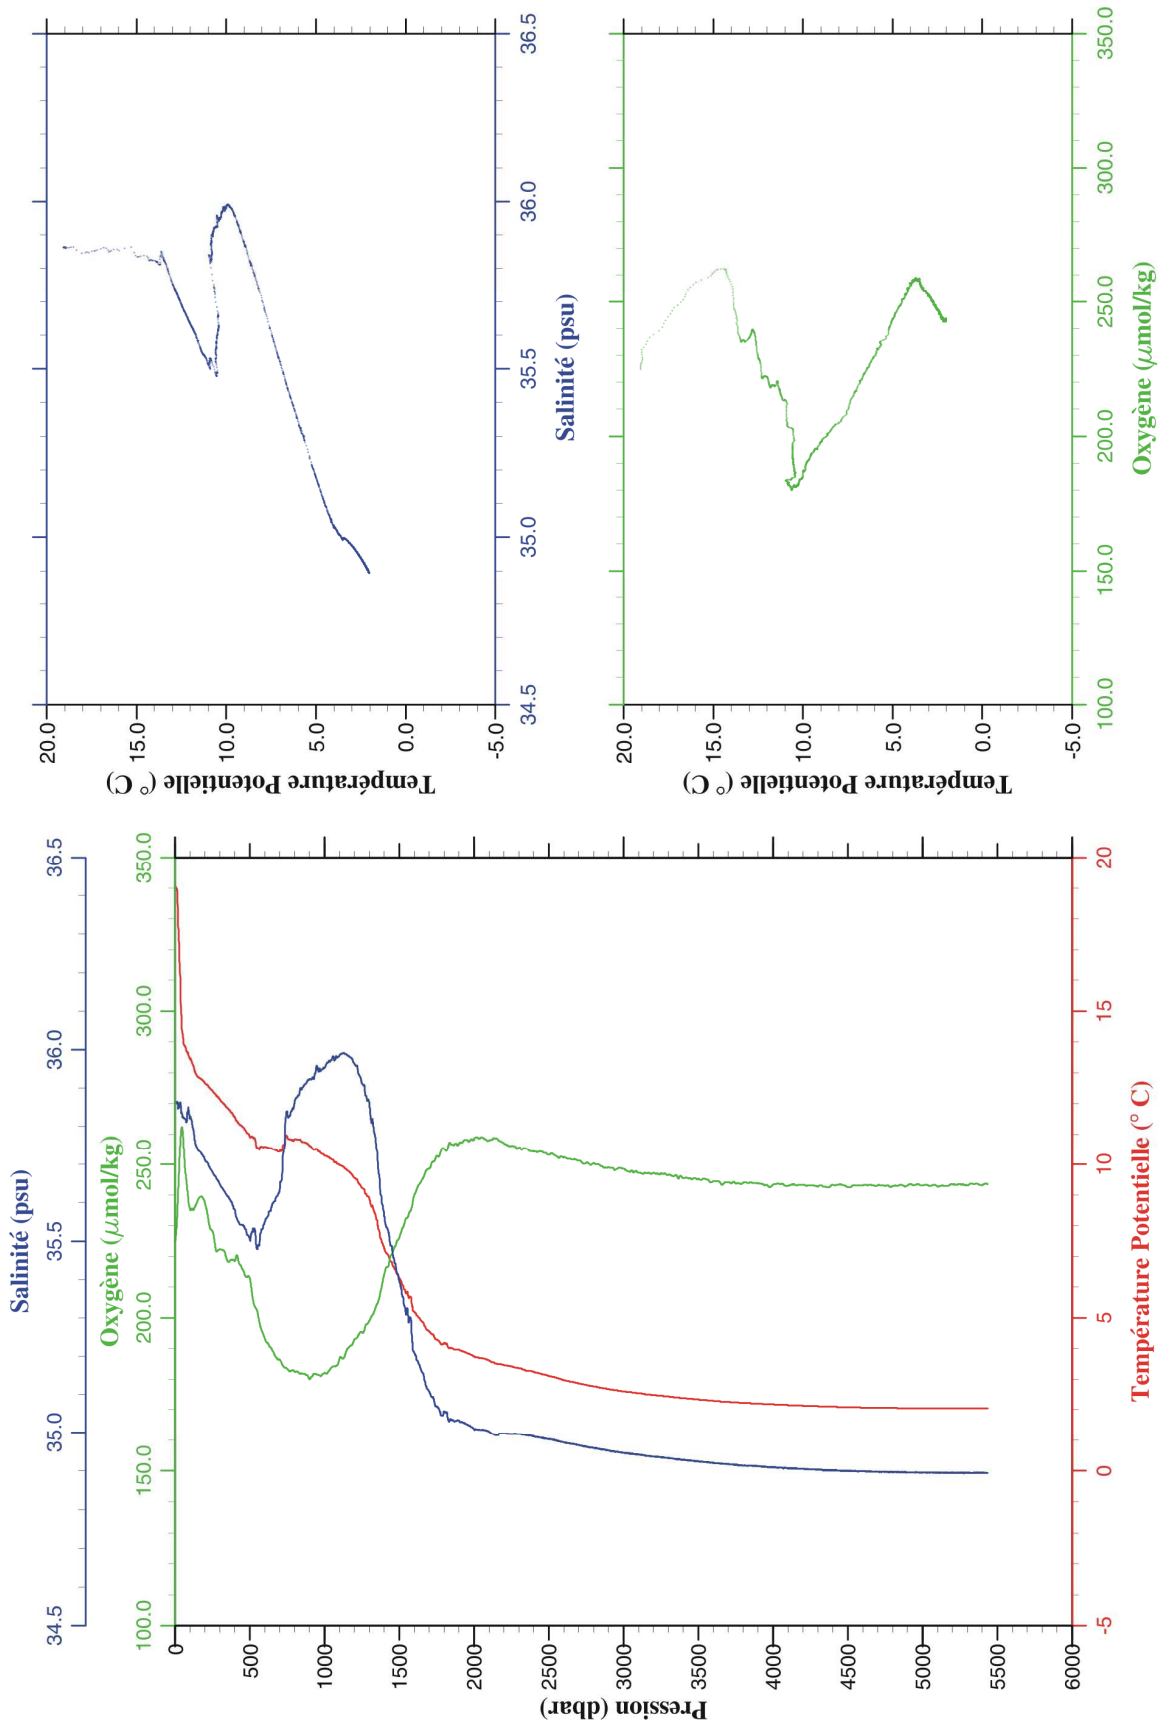 Salinité (psu)
34.5 35.0 35.5 36.0 36.5
Oxygène (μmol/kg)
100.0 150.0 200.0 250.0 300.0 350.0
Pression (dbar)
0
500
1000
1500
2000
2500
3000
3500
4000
4500
5000
5500
6000
-5 0 5 10 15 20
Température Potentielle (° C)
Température Potentielle (° C)
20.0
15.0
10.0
5.0
0.0
-5.0
34.5 35.0 35.5 36.0 36.5
Salinité (psu)
Température Potentielle (° C)
20.0
15.0
10.0
5.0
0.0
-5.0
100.0 150.0 200.0 250.0 300.0 350.0
Oxygène (μmol/kg)